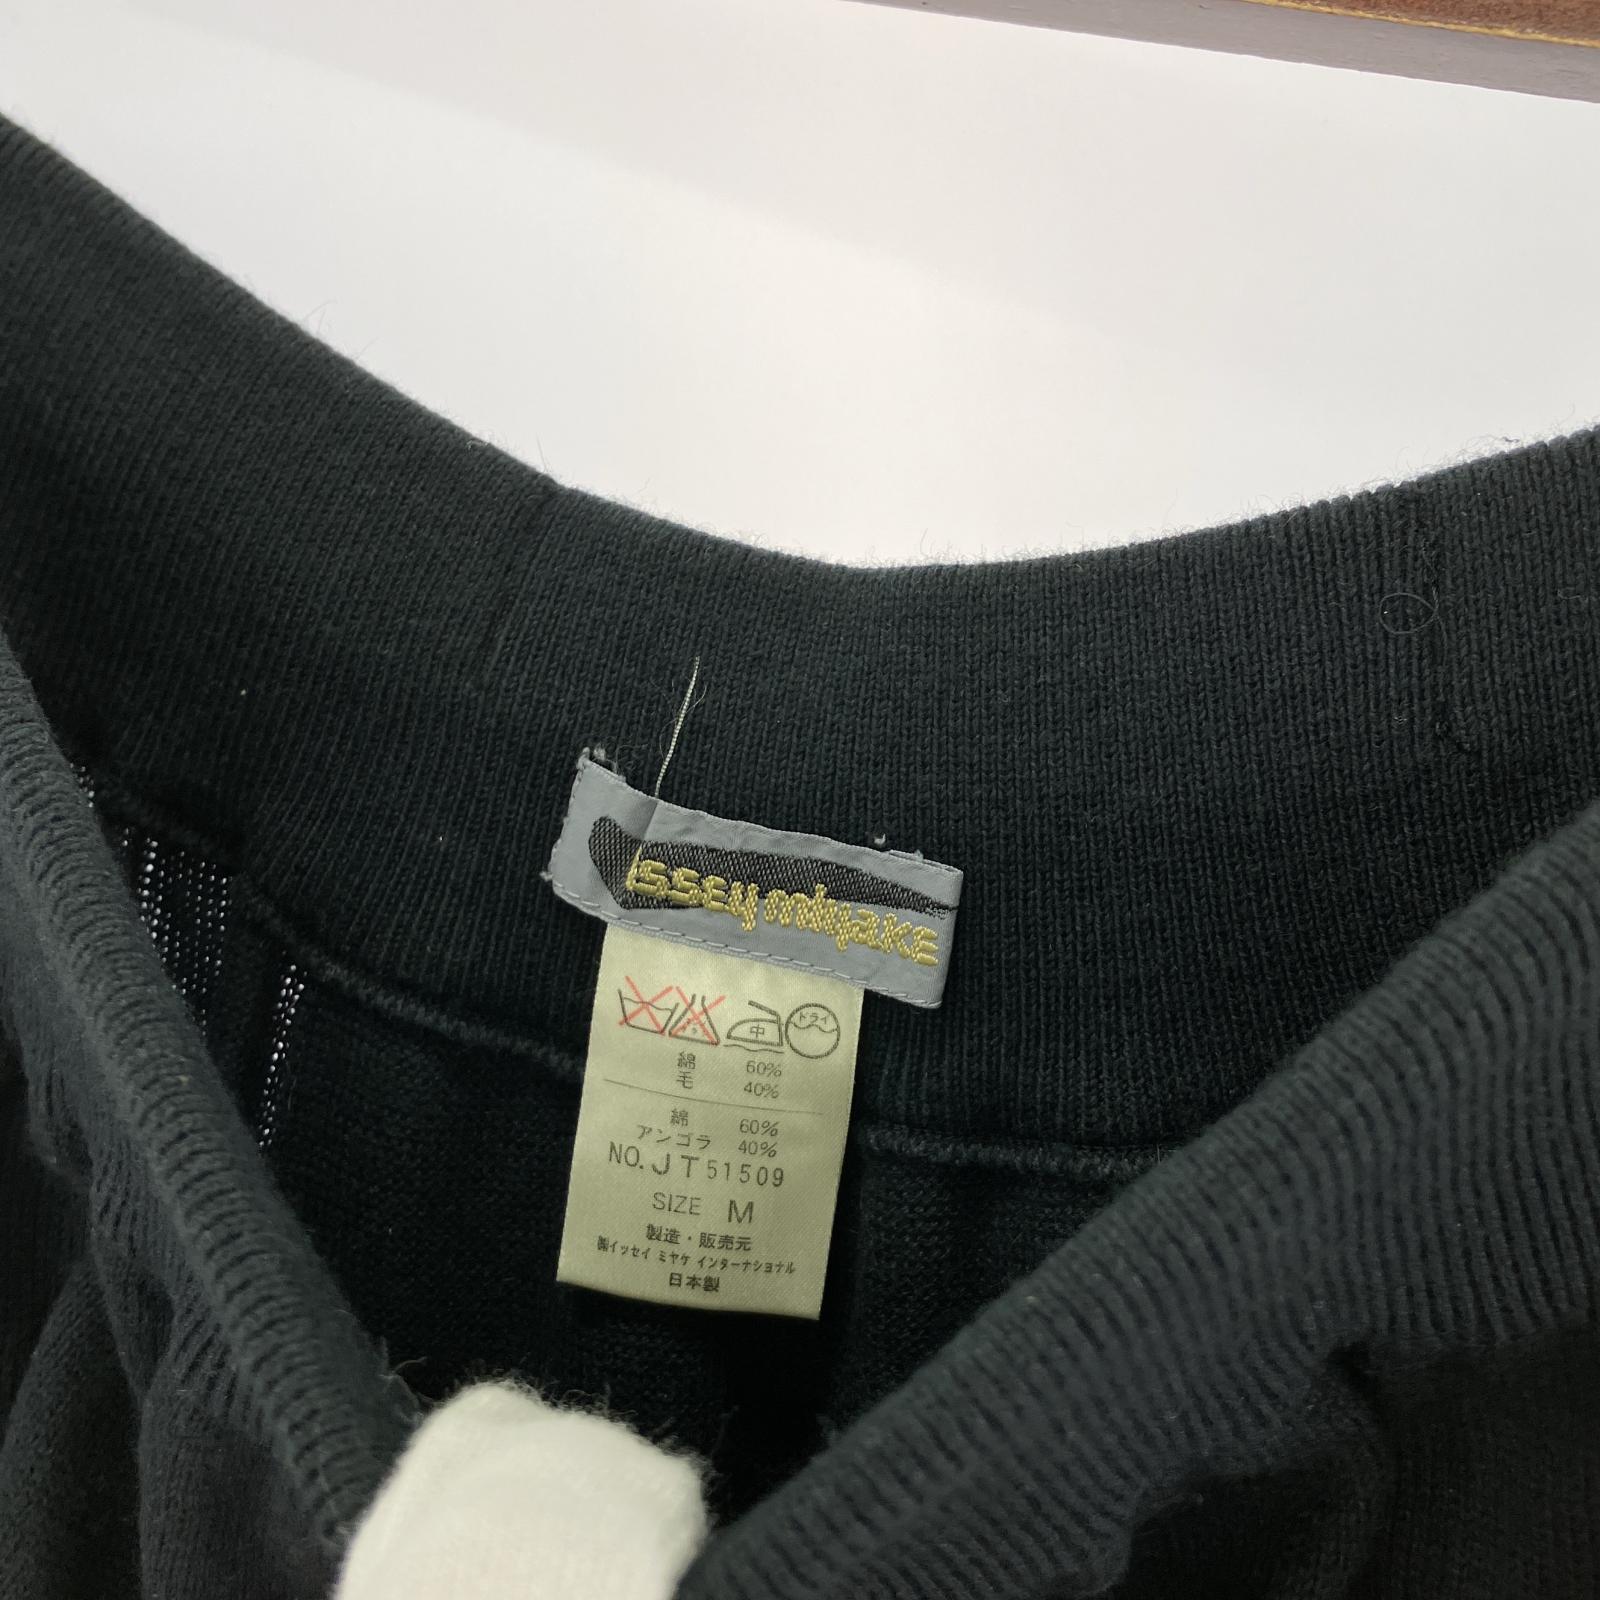 ISSEY MIYAKE
中 ドライ
綿 60%
毛 40%
綿 60%
アンゴラ 40%
NO.JT51509
SIZE M
製造・販売元
㈱イッセイ ミヤケ インターナショナル
日本製